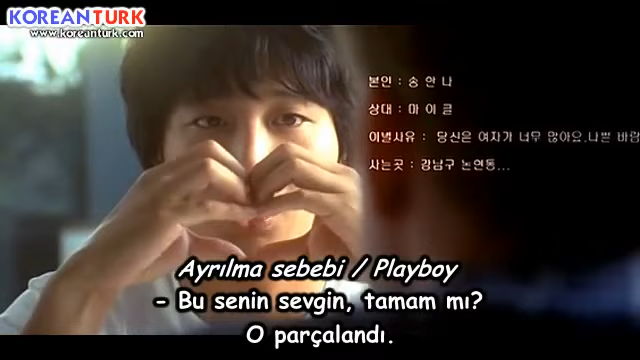 KOREANTURK
www.koreanturk.com
본인 : 송 안 나
상대 : 마 이 클
이별사유 : 당신은 여자가 너무 많아요.나쁜 바람
사는곳 : 강남구 논연동...
Ayrılma sebebi / Playboy
- Bu senin sevgin, tamam mı?
O parçalandı.